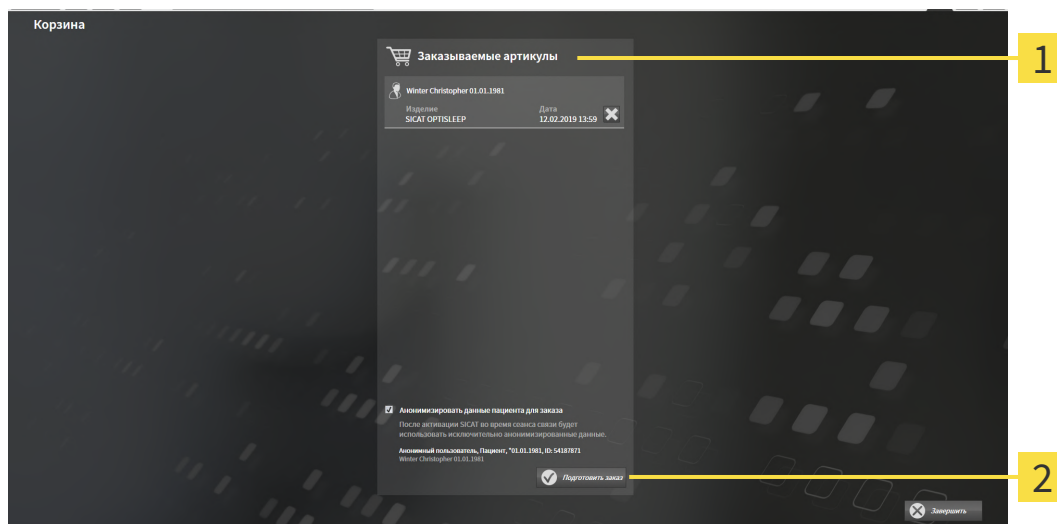 Корзина
Заказываемые артикулы
1
Winter Christopher 01.01.1981
Изделие Дата
SICAT OPTISLEEP 12.02.2019 13:59
Анонимизировать данные пациента для заказа
После активации SICAT во время сеанса связи будет
использовать исключительно анонимизированные данные.
Анонимный пользователь, Пациент, *01.01.1981, ID: 54187871
Winter Christopher 01.01.1981
Подготовить заказ
2
Завершить